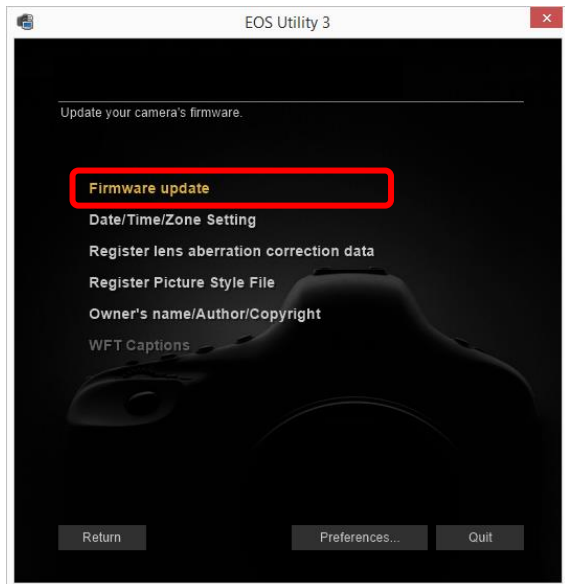 EOS Utility 3
Update your camera's firmware.
Firmware update
Date/Time/Zone Setting
Register lens aberration correction data
Register Picture Style File
Owner's name/Author/Copyright
WFT Captions
Return Preferences... Quit